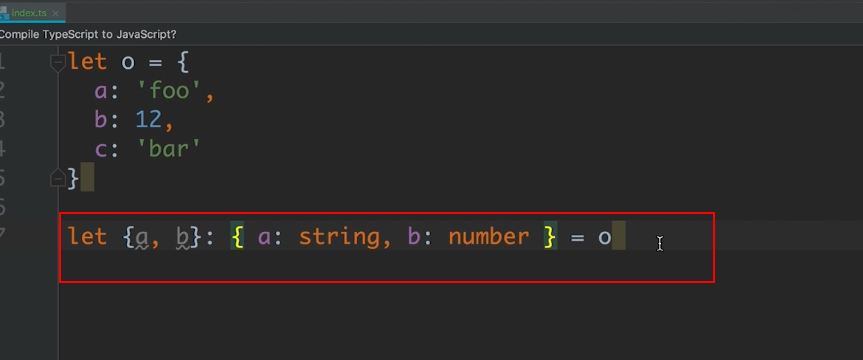 index.ts ×
Compile TypeScript to JavaScript?
1 let o = {
2 a: 'foo',
3 b: 12,
4 c: 'bar'
5 }
6
7 let {a, b}: { a: string, b: number } = o